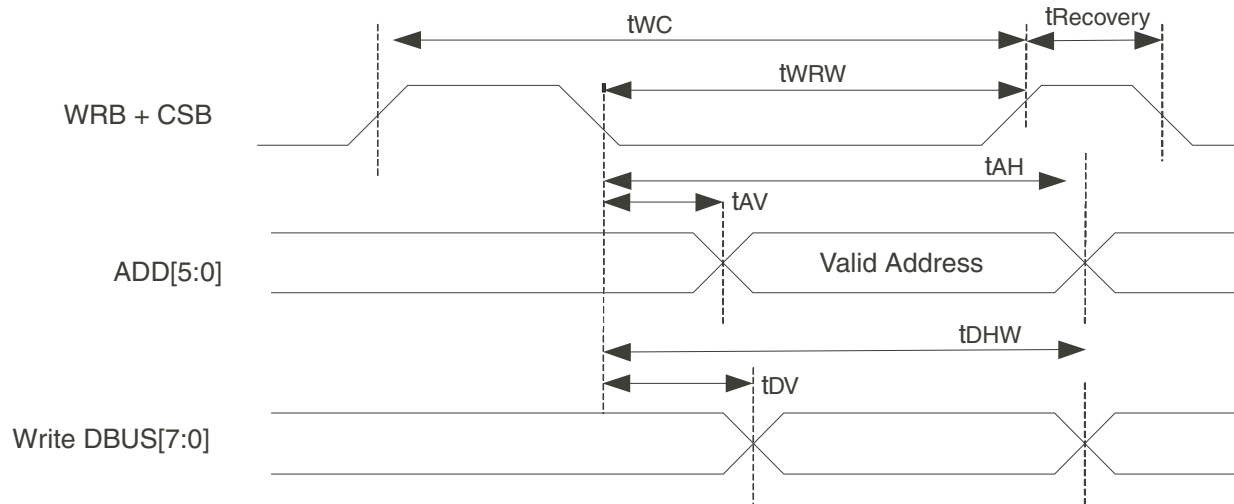 tWC
tRecovery
tWRW
WRB + CSB
tAH
tAV
ADD[5:0]
Valid Address
tDHW
tDV
Write DBUS[7:0]